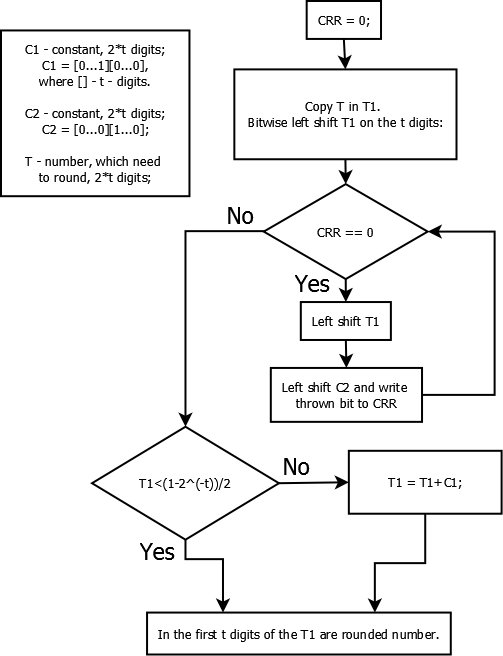 C1 - constant, 2*t digits;
C1 = [0...1][0...0],
where [] - t - digits.
C2 - constant, 2*t digits;
C2 = [0...0][1...0];
T - number, which need
to round, 2*t digits;
CRR = 0;
Copy T in T1.
Bitwise left shift T1 on the t digits:
CRR == 0
No
Yes
Left shift T1
Left shift C2 and write
thrown bit to CRR
T1<(1-2^(-t))/2
No
T1 = T1+C1;
Yes
In the first t digits of the T1 are rounded number.